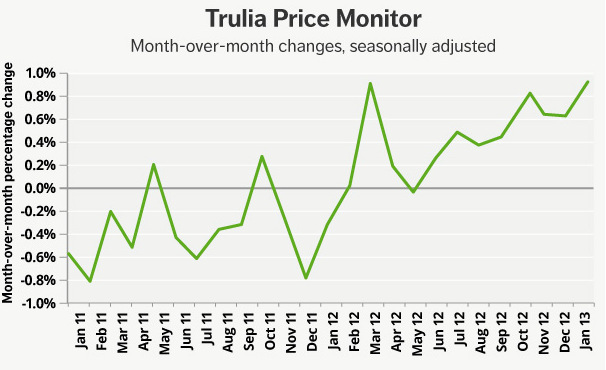 Trulia Price Monitor
Month-over-month changes, seasonally adjusted
Month-over-month percentage change
1.0%
0.8%
0.6%
0.4%
0.2%
0.0%
-0.2%
-0.4%
-0.6%
-0.8%
-1.0%
Jan 11
Feb 11
Mar 11
Apr 11
May 11
Jun 11
Jul 11
Aug 11
Sep 11
Oct 11
Nov 11
Dec 11
Jan 12
Feb 12
Mar 12
Apr 12
May 12
Jun 12
Jul 12
Aug 12
Sep 12
Oct 12
Nov 12
Dec 12
Jan 13